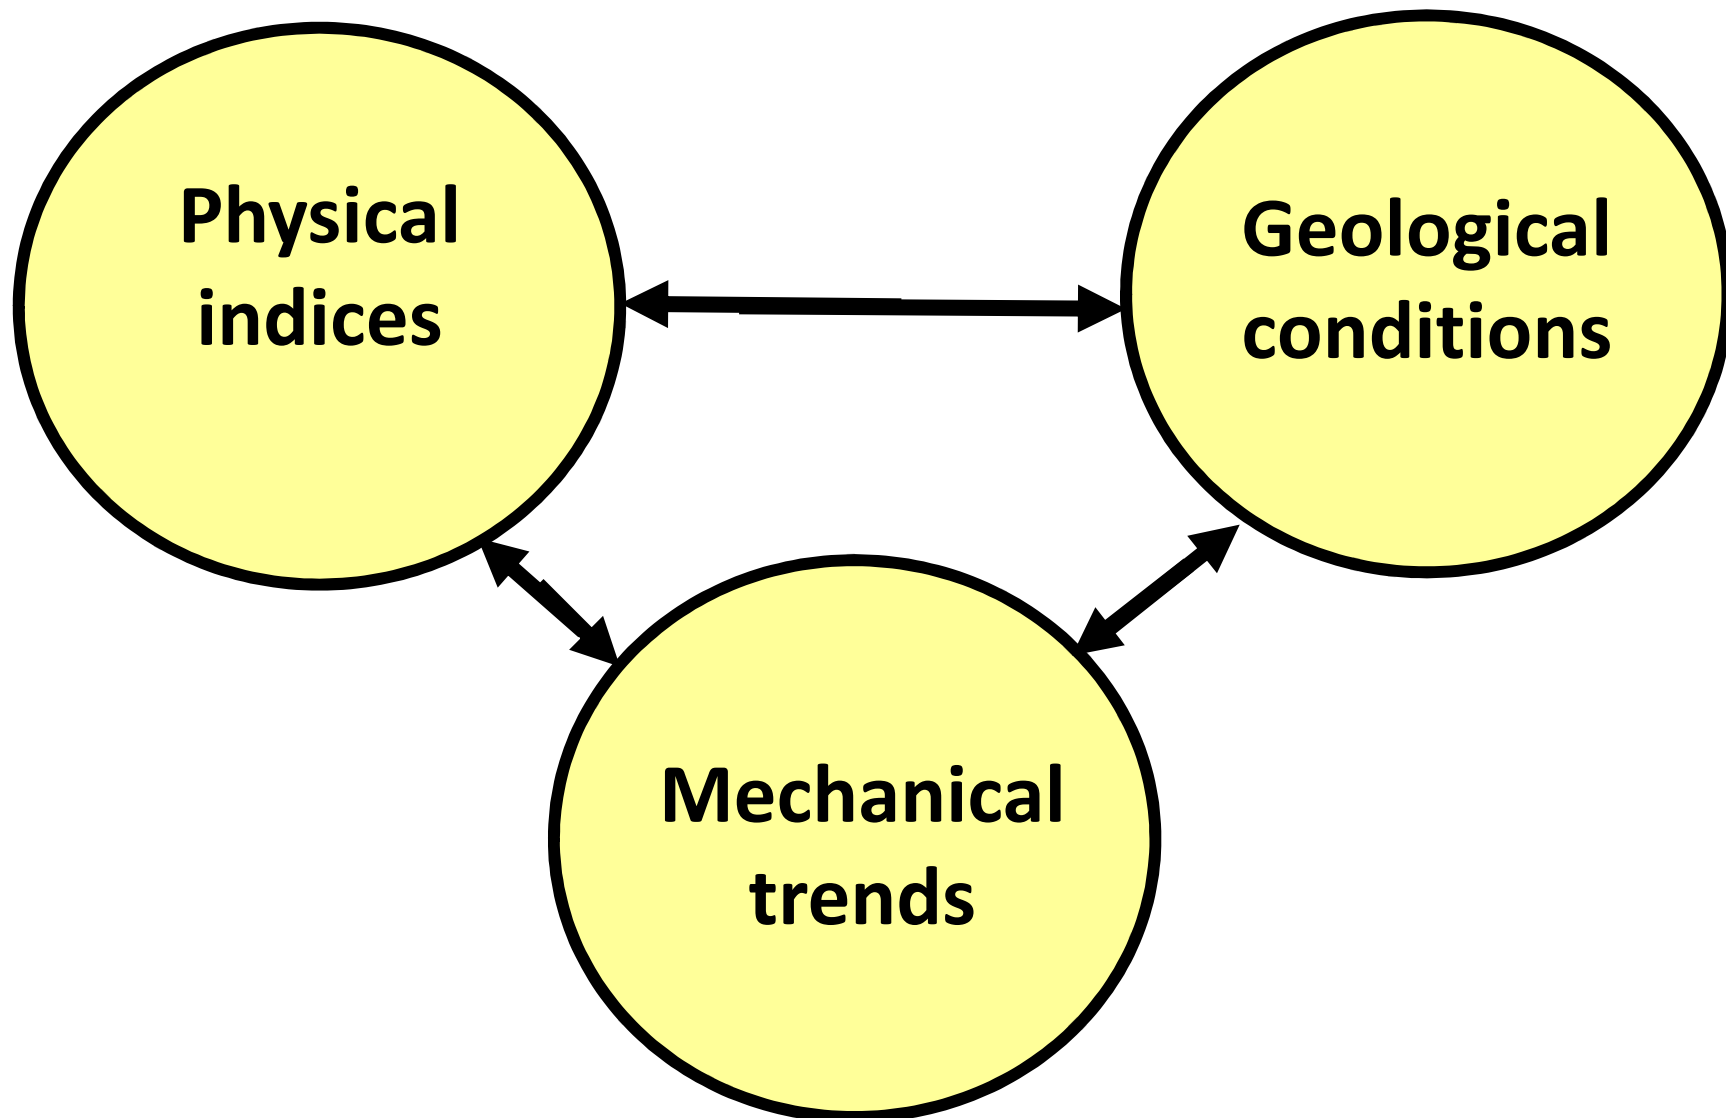 Physical
indices
Geological
conditions
Mechanical
trends